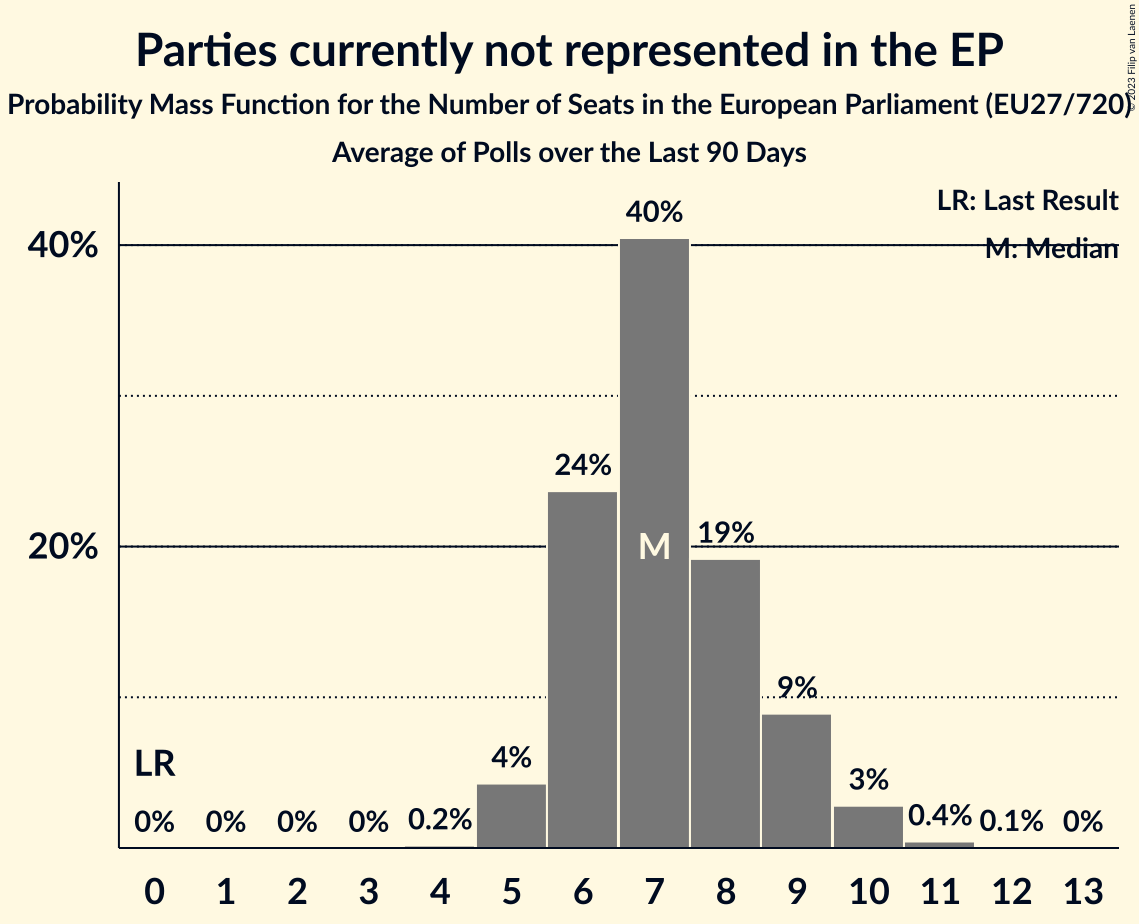 Parties currently not represented in the EP
Probability Mass Function for the Number of Seats in the European Parliament (EU27/720)
Average of Polls over the Last 90 Days
© 2023 Filip van Laenen
LR: Last Result
M: Median
40%
20%
LR
0%
0%
0%
0%
0.2%
4%
24%
40%
M
19%
9%
3%
0.4%
0.1%
0%
0 1 2 3 4 5 6 7 8 9 10 11 12 13